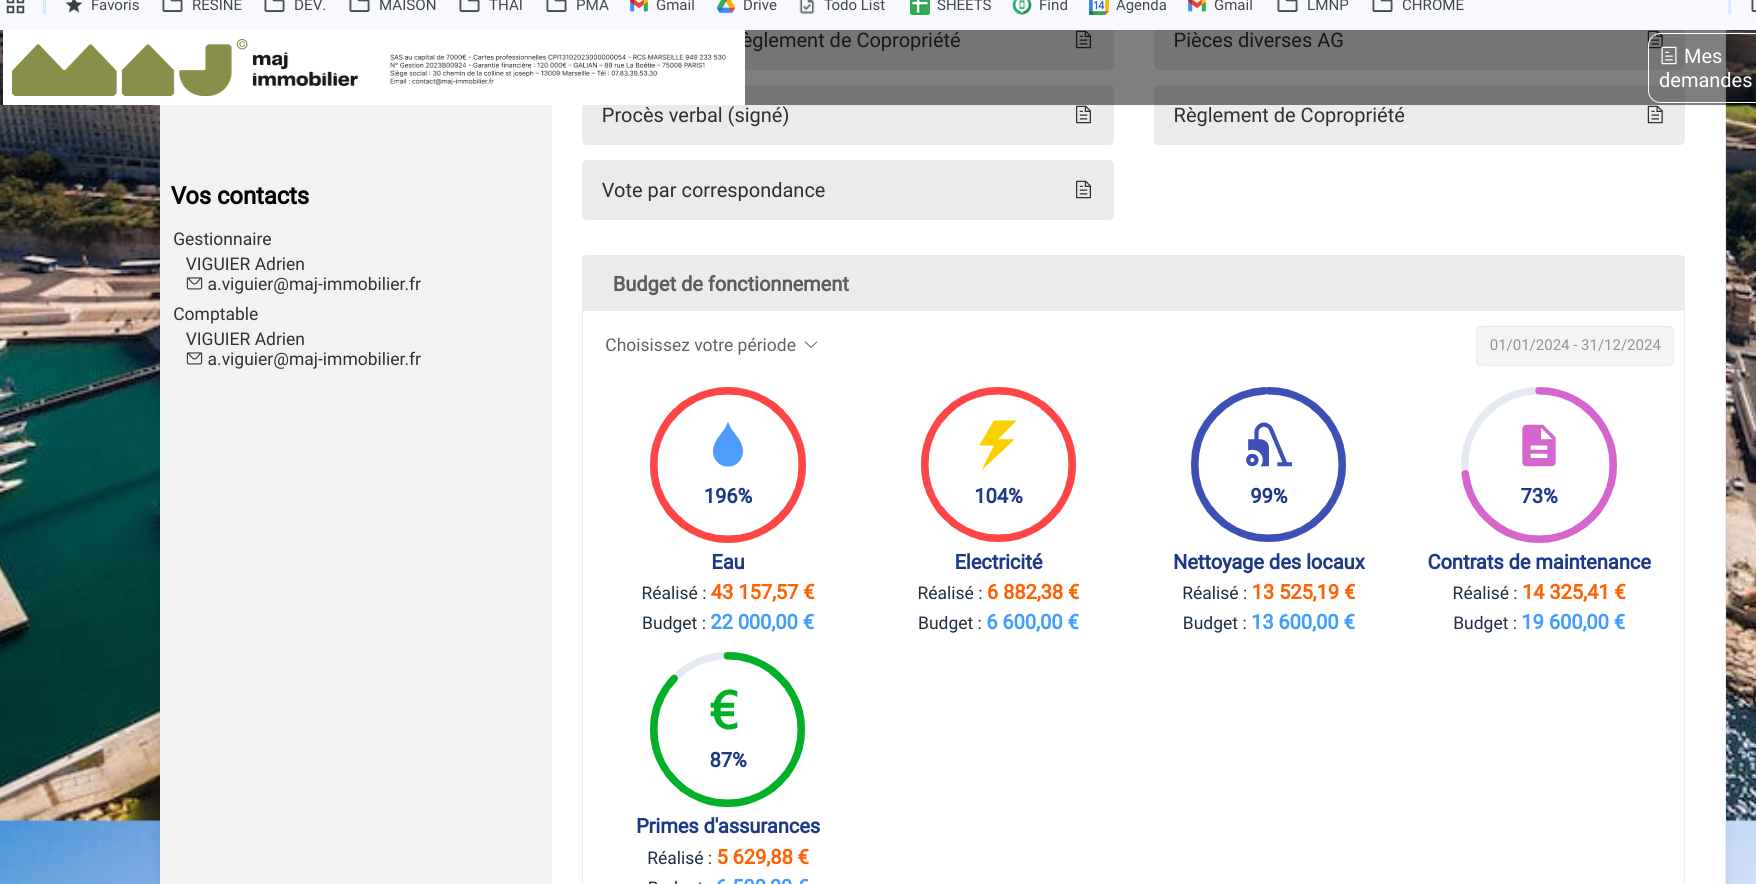 Favoris RESINE DEV. MAISON THAI PMA Gmail Drive Todo List SHEETS Find 14 Agenda Gmail LMNP CHROME
maj
immobilier
©
SAS au capital de 7000€ - Cartes professionnelles CPI13102023000000054 - RCS MARSEILLE 949 233 530
N° Gestion 2023B00924 - Garantie financière : 120 000€ - GALIAN - 89 rue La Boétie - 75008 PARIS1
Siège social : 30 chemin de la colline st joseph - 13009 Marseille - Tél : 07.83.39.53.30
Email : contact@maj-immobilier.fr
èglement de Copropriété
Pièces diverses AG
Mes
demandes
Procès verbal (signé)
Règlement de Copropriété
Vote par correspondance
Vos contacts
Gestionnaire
VIGUIER Adrien
a.viguier@maj-immobilier.fr
Comptable
VIGUIER Adrien
a.viguier@maj-immobilier.fr
Budget de fonctionnement
Choisissez votre période
01/01/2024 - 31/12/2024
196%
Eau
Réalisé : 43 157,57 €
Budget : 22 000,00 €
104%
Electricité
Réalisé : 6 882,38 €
Budget : 6 600,00 €
99%
Nettoyage des locaux
Réalisé : 13 525,19 €
Budget : 13 600,00 €
73%
Contrats de maintenance
Réalisé : 14 325,41 €
Budget : 19 600,00 €
€
87%
Primes d'assurances
Réalisé : 5 629,88 €